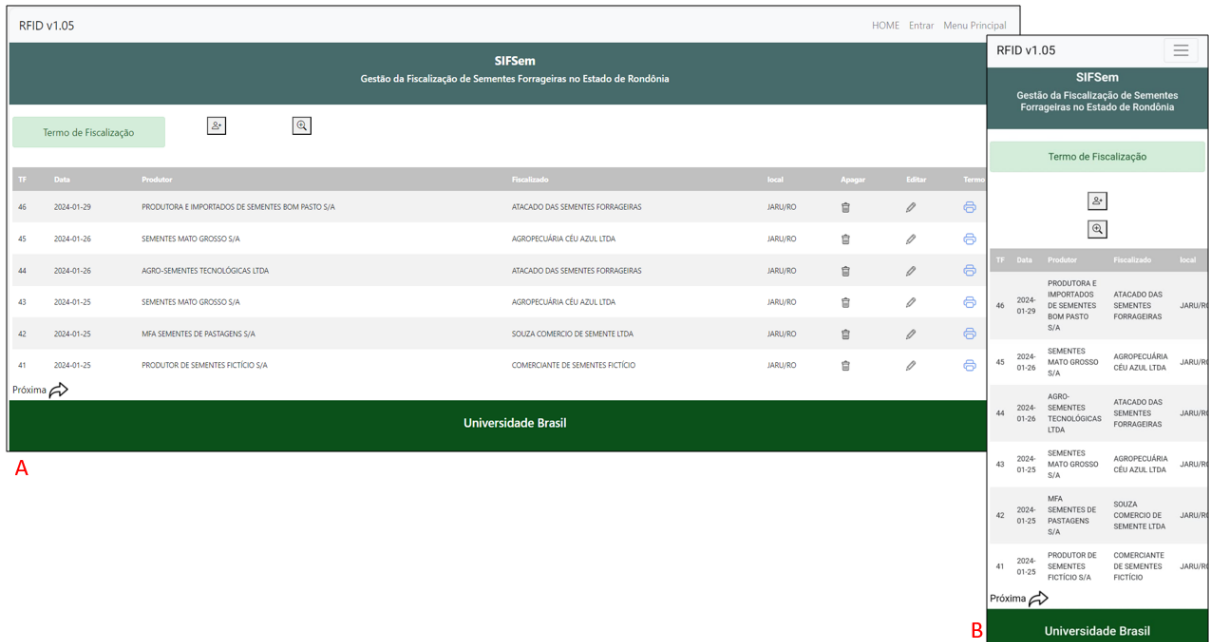 RFID v1.05 HOME Entrar Menu Principal
SIFSem
Gestão da Fiscalização de Sementes Forrageiras no Estado de Rondônia
Termo de Fiscalização
TF Data Produtor Fiscalizado local Apagar Editar Termo
46 2024-01-29 PRODUTORA E IMPORTADOS DE SEMENTES BOM PASTO S/A ATACADO DAS SEMENTES FORRAGEIRAS JARU/RO
45 2024-01-26 SEMENTES MATO GROSSO S/A AGROPECUÁRIA CÉU AZUL LTDA JARU/RO
44 2024-01-26 AGRO-SEMENTES TECNOLÓGICAS LTDA ATACADO DAS SEMENTES FORRAGEIRAS JARU/RO
43 2024-01-25 SEMENTES MATO GROSSO S/A AGROPECUÁRIA CÉU AZUL LTDA JARU/RO
42 2024-01-25 MFA SEMENTES DE PASTAGENS S/A SOUZA COMERCIO DE SEMENTE LTDA JARU/RO
41 2024-01-25 PRODUTOR DE SEMENTES FICTÍCIO S/A COMERCIANTE DE SEMENTES FICTÍCIO JARU/RO
Próxima
Universidade Brasil
A
RFID v1.05
SIFSem
Gestão da Fiscalização de Sementes
Forrageiras no Estado de Rondônia
Termo de Fiscalização
TF Data Produtor Fiscalizado local
PRODUTORA E
IMPORTADOS ATACADO DAS
46 2024- DE SEMENTES SEMENTES JARU/R
01-29 BOM PASTO FORRAGEIRAS
S/A
SEMENTES
45 2024- MATO GROSSO AGROPECUÁRIA JARU/R
01-26 S/A CÉU AZUL LTDA
AGRO-
44 2024- SEMENTES ATACADO DAS JARU/R
01-26 TECNOLÓGICAS SEMENTES
LTDA FORRAGEIRAS
SEMENTES
43 2024- MATO GROSSO AGROPECUÁRIA JARU/R
01-25 S/A CÉU AZUL LTDA
MFA
42 2024- SEMENTES DE SOUZA JARU/R
01-25 PASTAGENS COMERCIO DE
S/A SEMENTE LTDA
PRODUTOR DE COMERCIANTE
41 2024- SEMENTES DE SEMENTES JARU/R
01-25 FICTÍCIO S/A FICTÍCIO
Próxima
Universidade Brasil
B